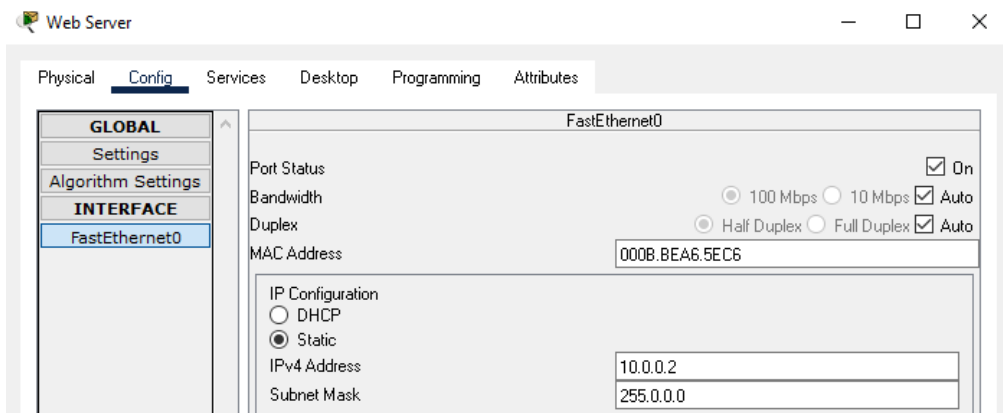 Web Server
Physical Config Services Desktop Programming Attributes
GLOBAL
Settings
Algorithm Settings
INTERFACE
FastEthernet0
FastEthernet0
Port Status On
Bandwidth 100 Mbps 10 Mbps Auto
Duplex Half Duplex Full Duplex Auto
MAC Address 000B.BEA6.5EC6
IP Configuration
DHCP
Static
IPv4 Address 10.0.0.2
Subnet Mask 255.0.0.0